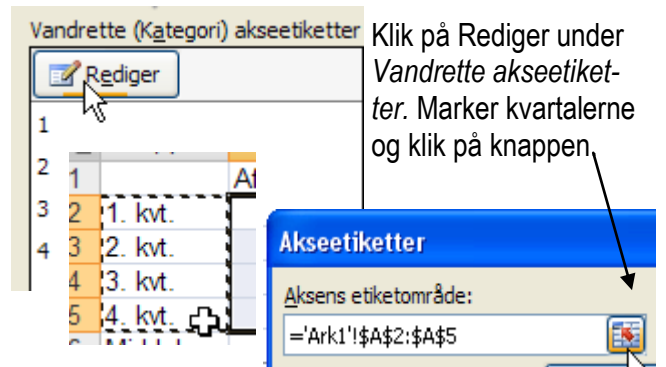 Vandrette (Kategori) akseetiketter
Rediger
1
2
3
4
Klik på Rediger under
Vandrette akseetiket-
ter. Marker kvartalerne
og klik på knappen
1
2 1. kvt.
3 2. kvt.
4 3. kvt.
5 4. kvt.
Akseetiketter
Aksens etiketområde:
='Ark1'!$A$2:$A$5